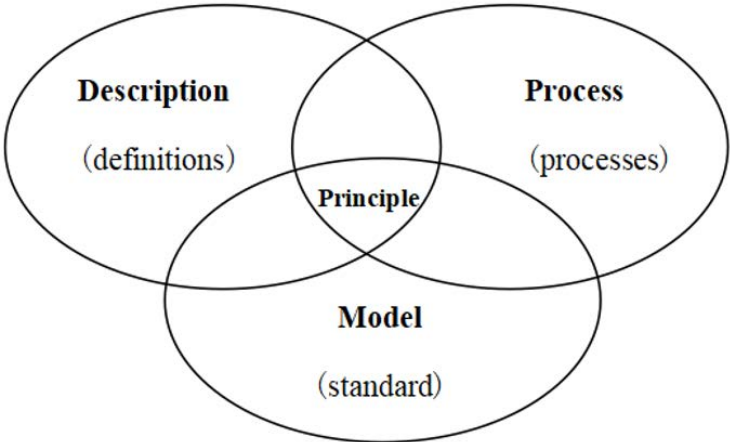 Description
(definitions)
Process
(processes)
Principle
Model
(standard)